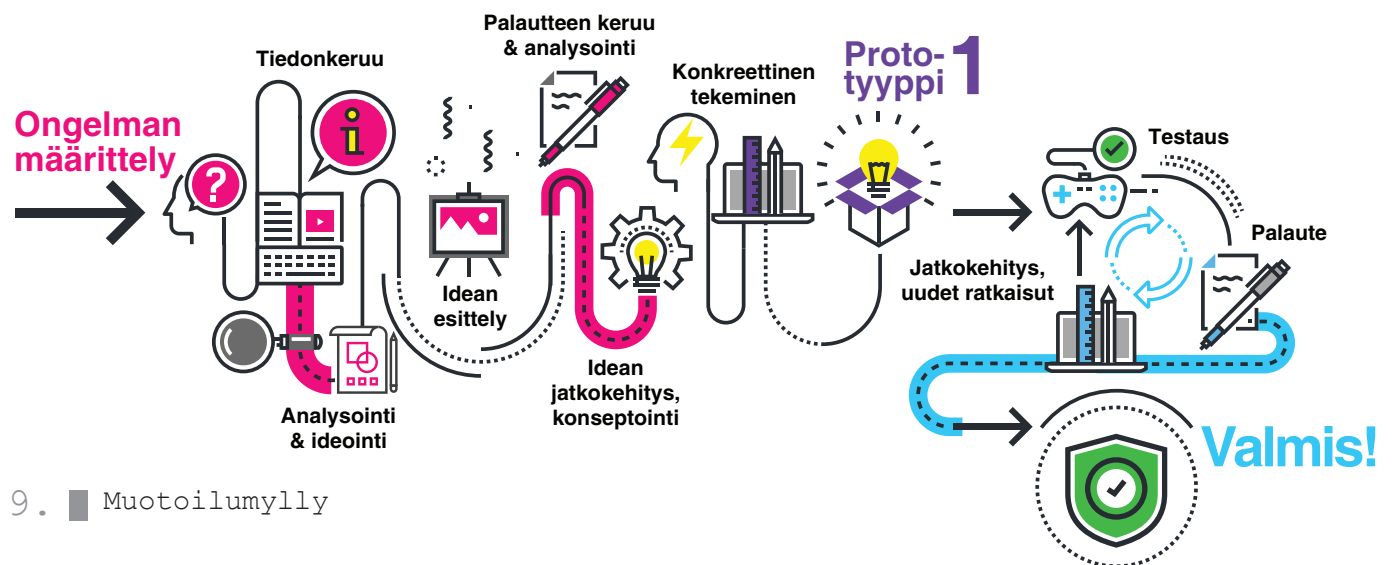 Ongelman
määrittely
Tiedonkeruu
Analysointi
& ideointi
Idean
esittely
Palautteen keruu
& analysointi
Idean
jatkokehitys,
konseptointi
Konkreettinen
tekeminen
Proto-
tyyppi 1
Testaus
Palaute
Jatkokehitys,
uudet ratkaisut
Valmis!
9. Muotoilumylly